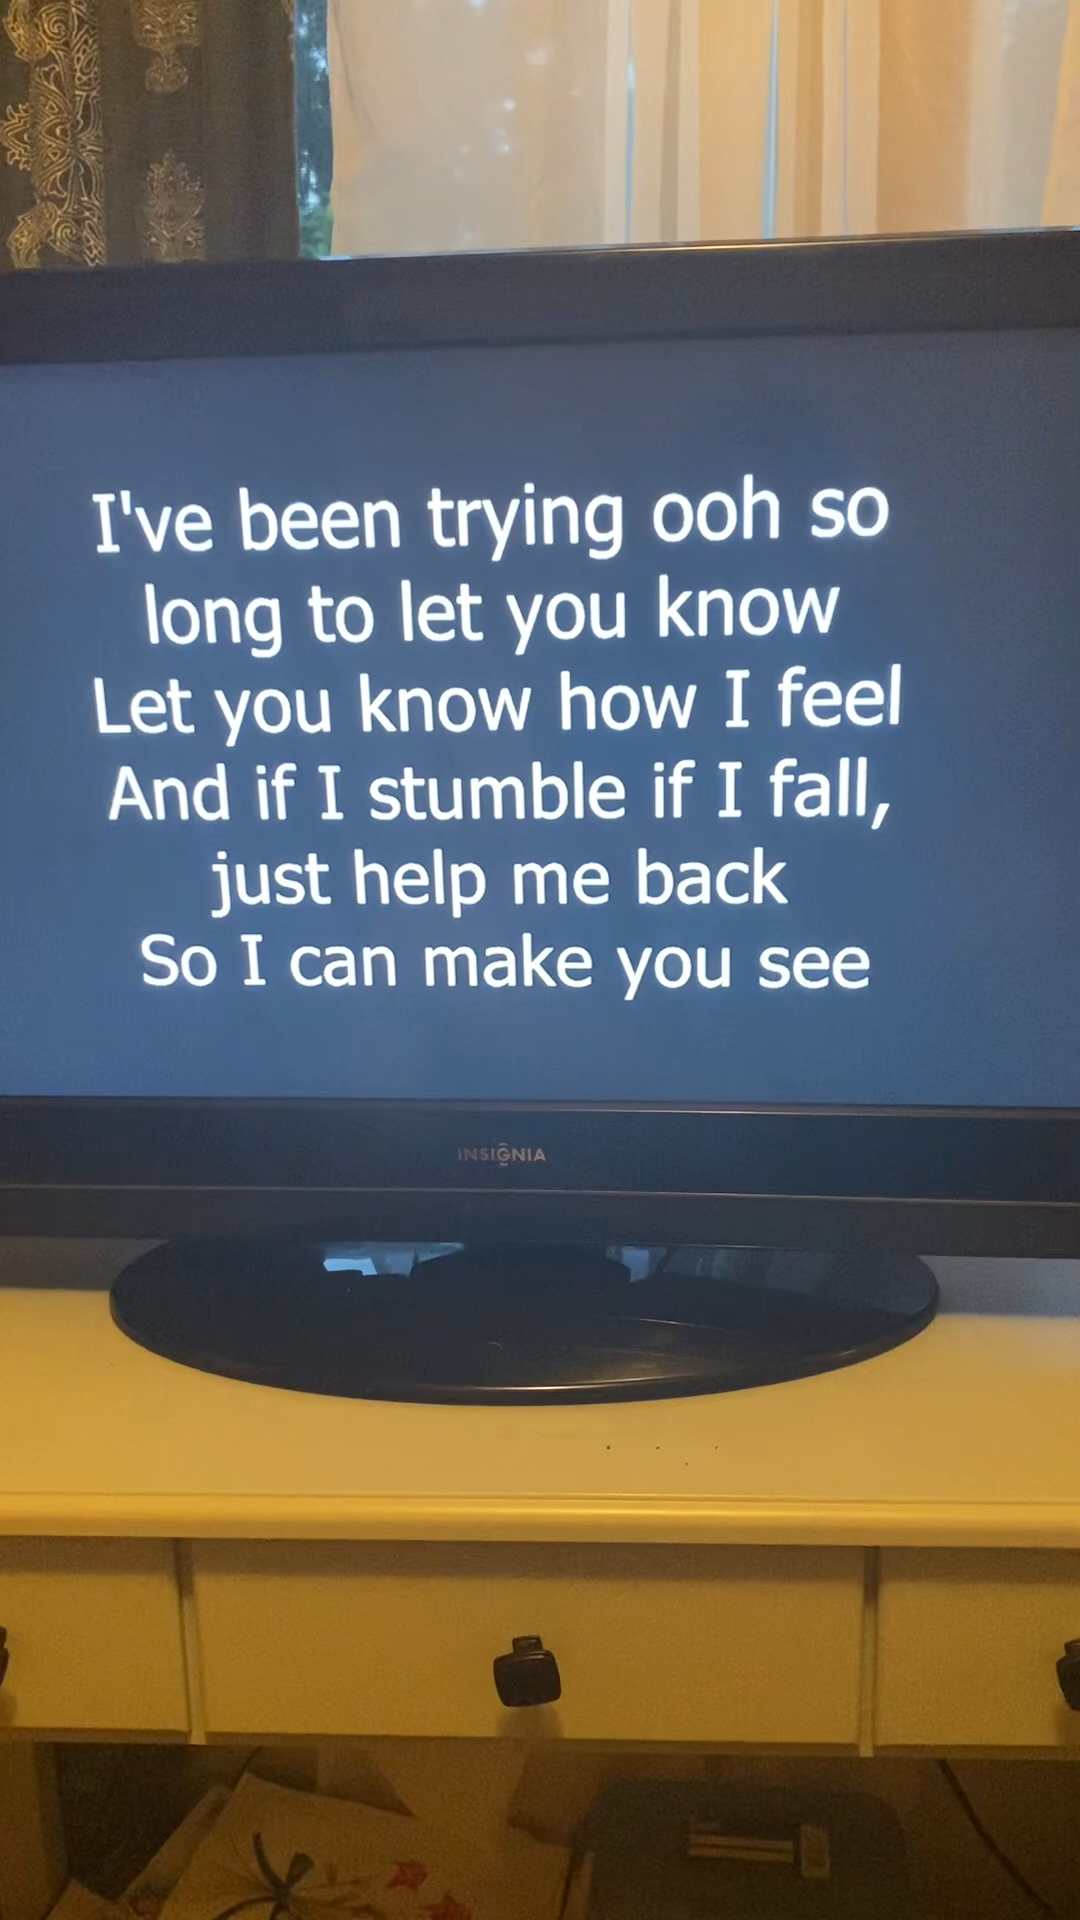 I've been trying ooh so
long to let you know
Let you know how I feel
And if I stumble if I fall,
just help me back
So I can make you see
INSIGNIA